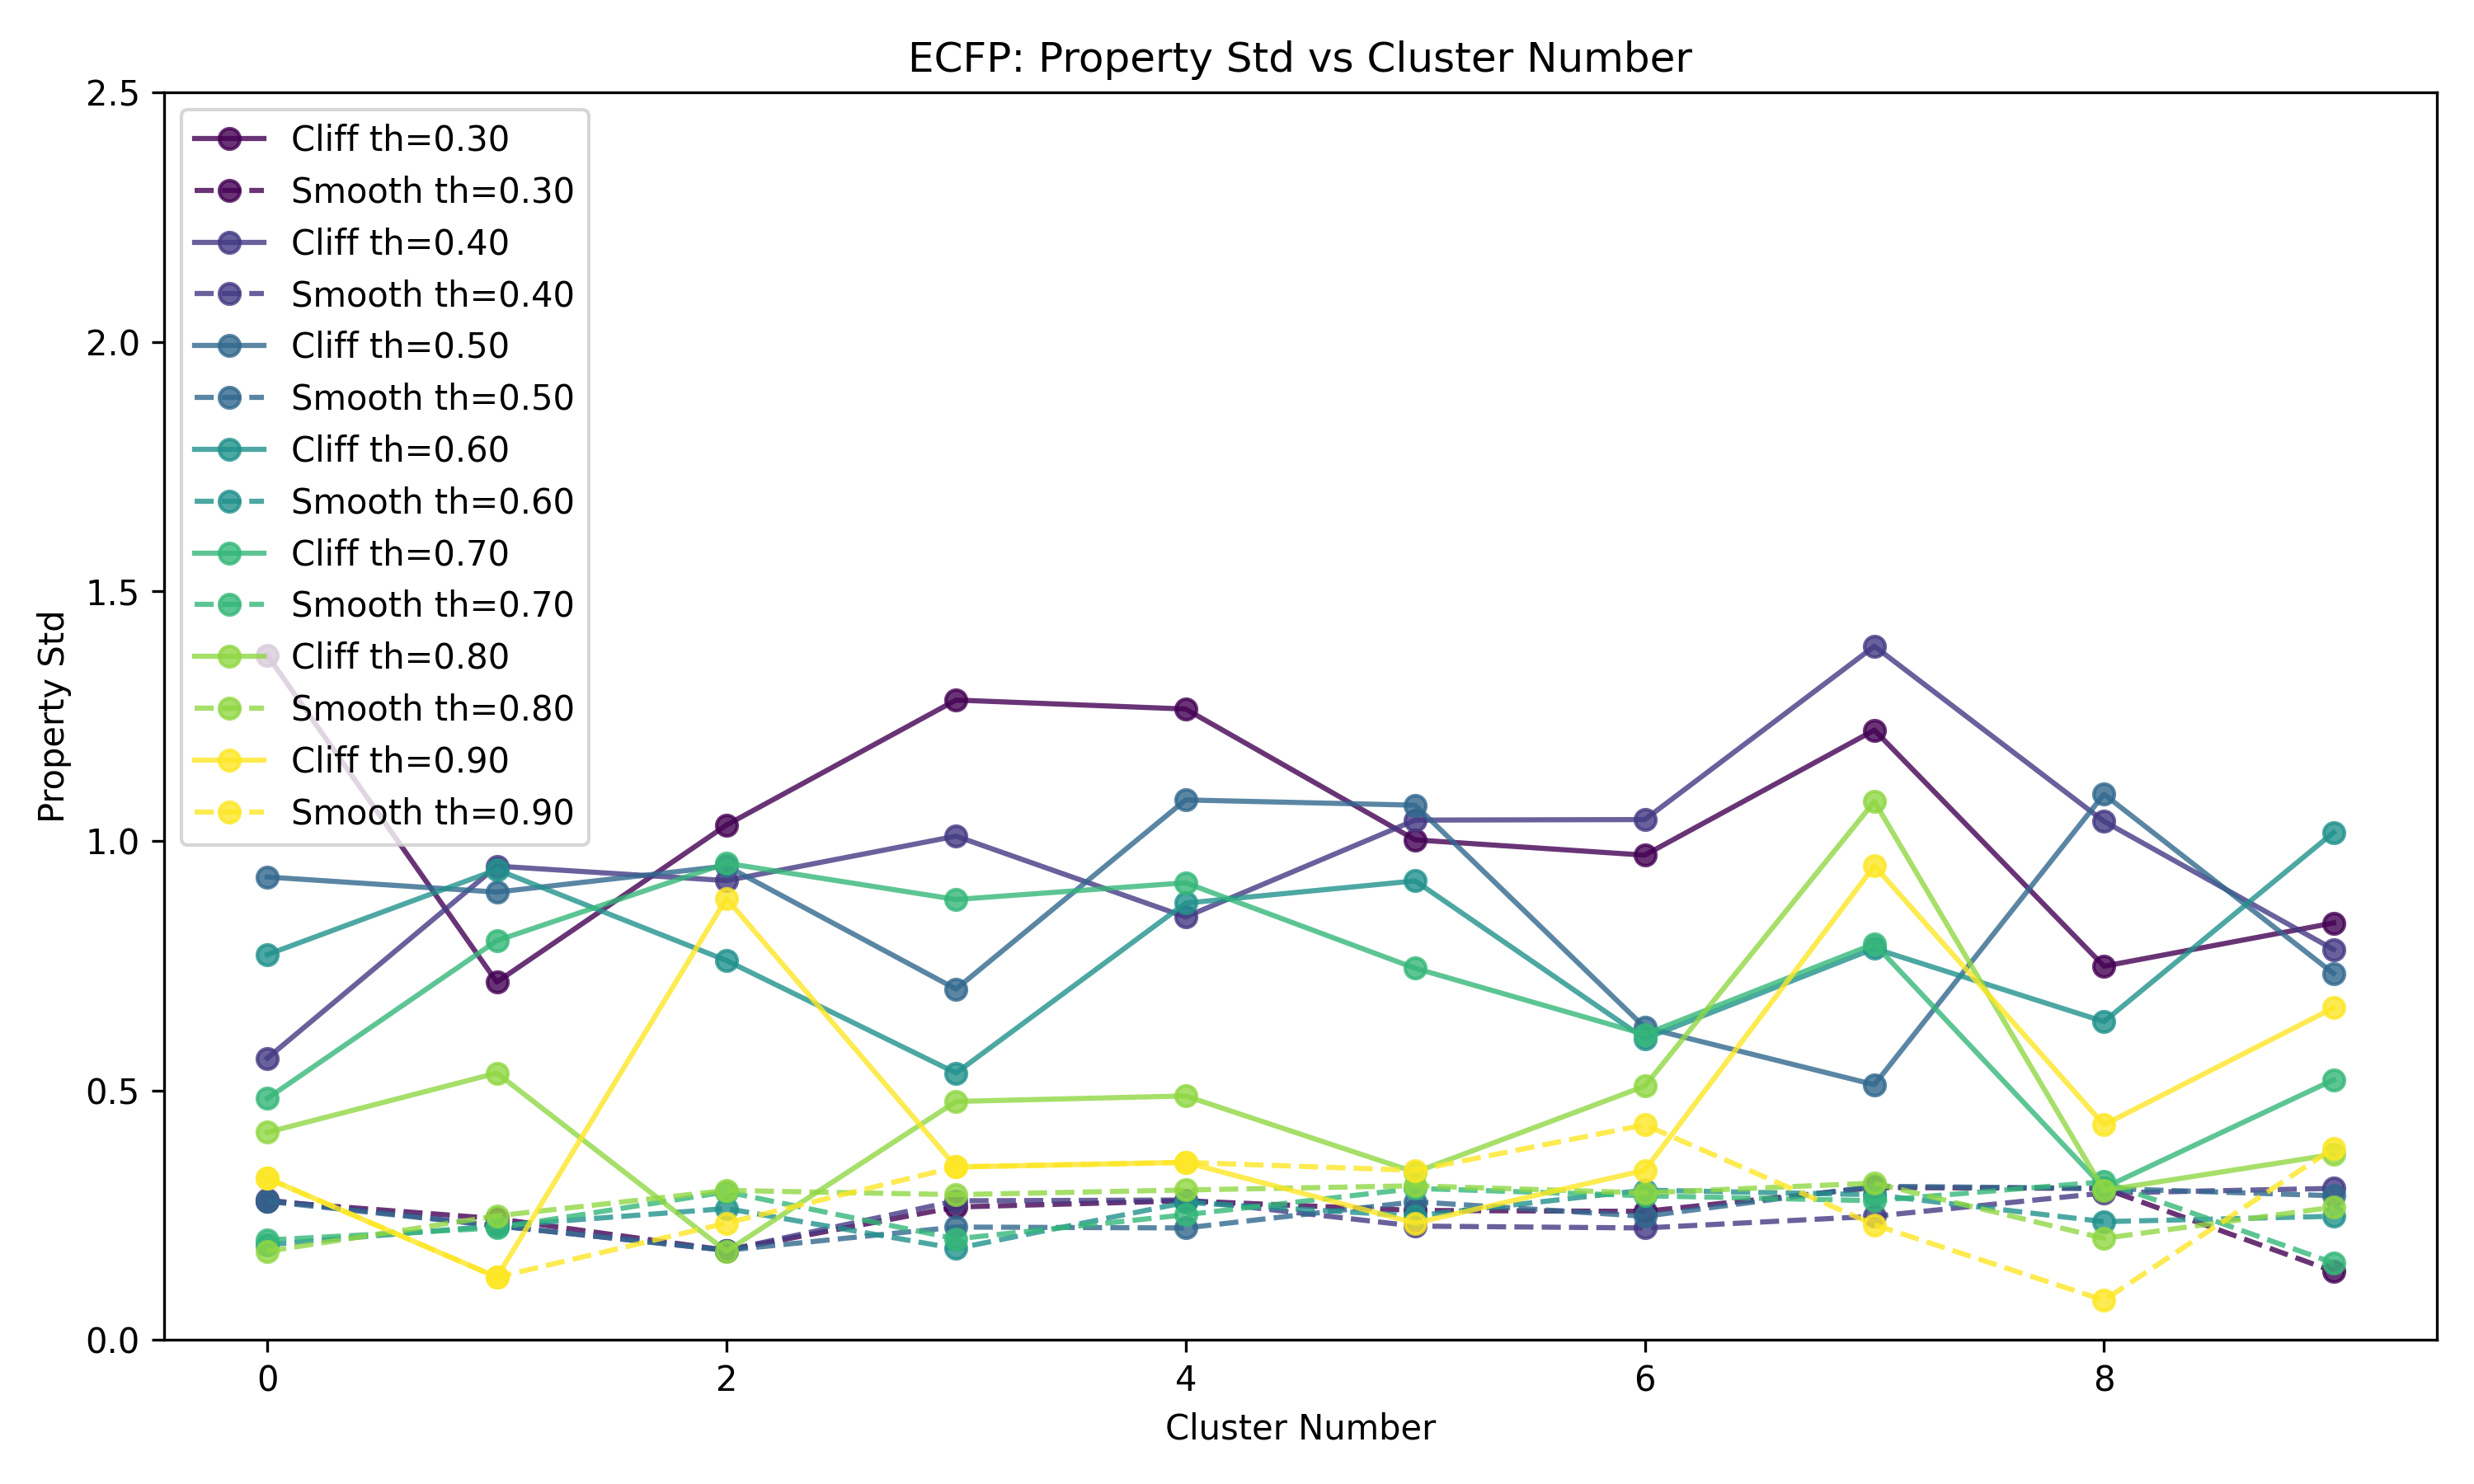 ECFP: Property Std vs Cluster Number
2.5
2.0
1.5
1.0
0.5
0.0
Property Std
Cliff th=0.30
Smooth th=0.30
Cliff th=0.40
Smooth th=0.40
Cliff th=0.50
Smooth th=0.50
Cliff th=0.60
Smooth th=0.60
Cliff th=0.70
Smooth th=0.70
Cliff th=0.80
Smooth th=0.80
Cliff th=0.90
Smooth th=0.90
0 2 4 6 8
Cluster Number